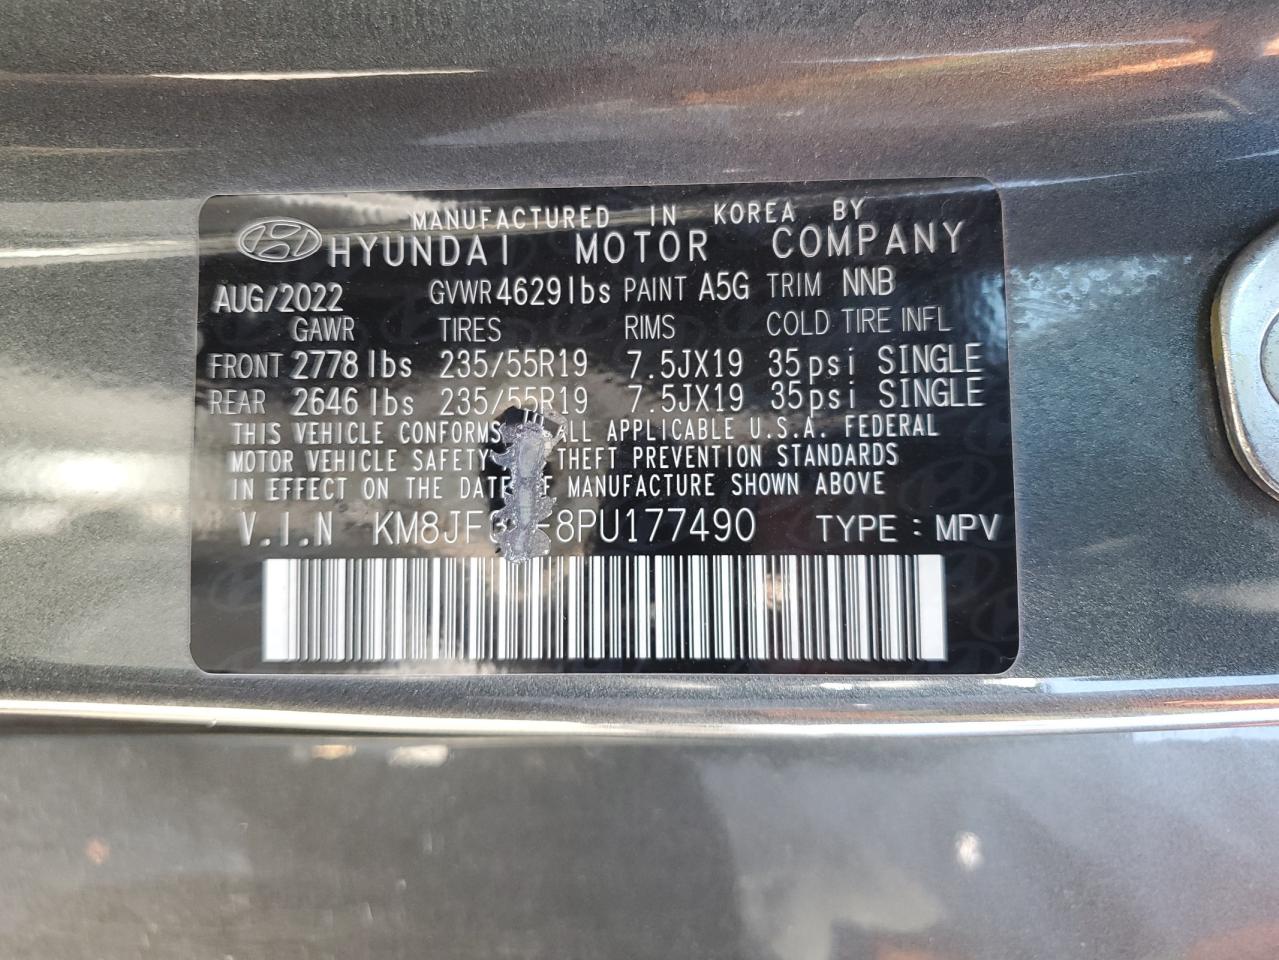 MANUFACTURED IN KOREA BY
HYUNDAI MOTOR COMPANY
AUG/2022 GVWR 4629 lbs PAINT A5G TRIM NNB
GAWR TIRES RIMS COLD TIRE INFL
FRONT 2778 lbs 235/55R19 7.5JX19 35psi SINGLE
REAR 2646 lbs 235/55R19 7.5JX19 35psi SINGLE
THIS VEHICLE CONFORMS ALL APPLICABLE U.S.A. FEDERAL
MOTOR VEHICLE SAFETY THEFT PREVENTION STANDARDS
IN EFFECT ON THE DATE OF MANUFACTURE SHOWN ABOVE
V.I.N TYPE : MPV